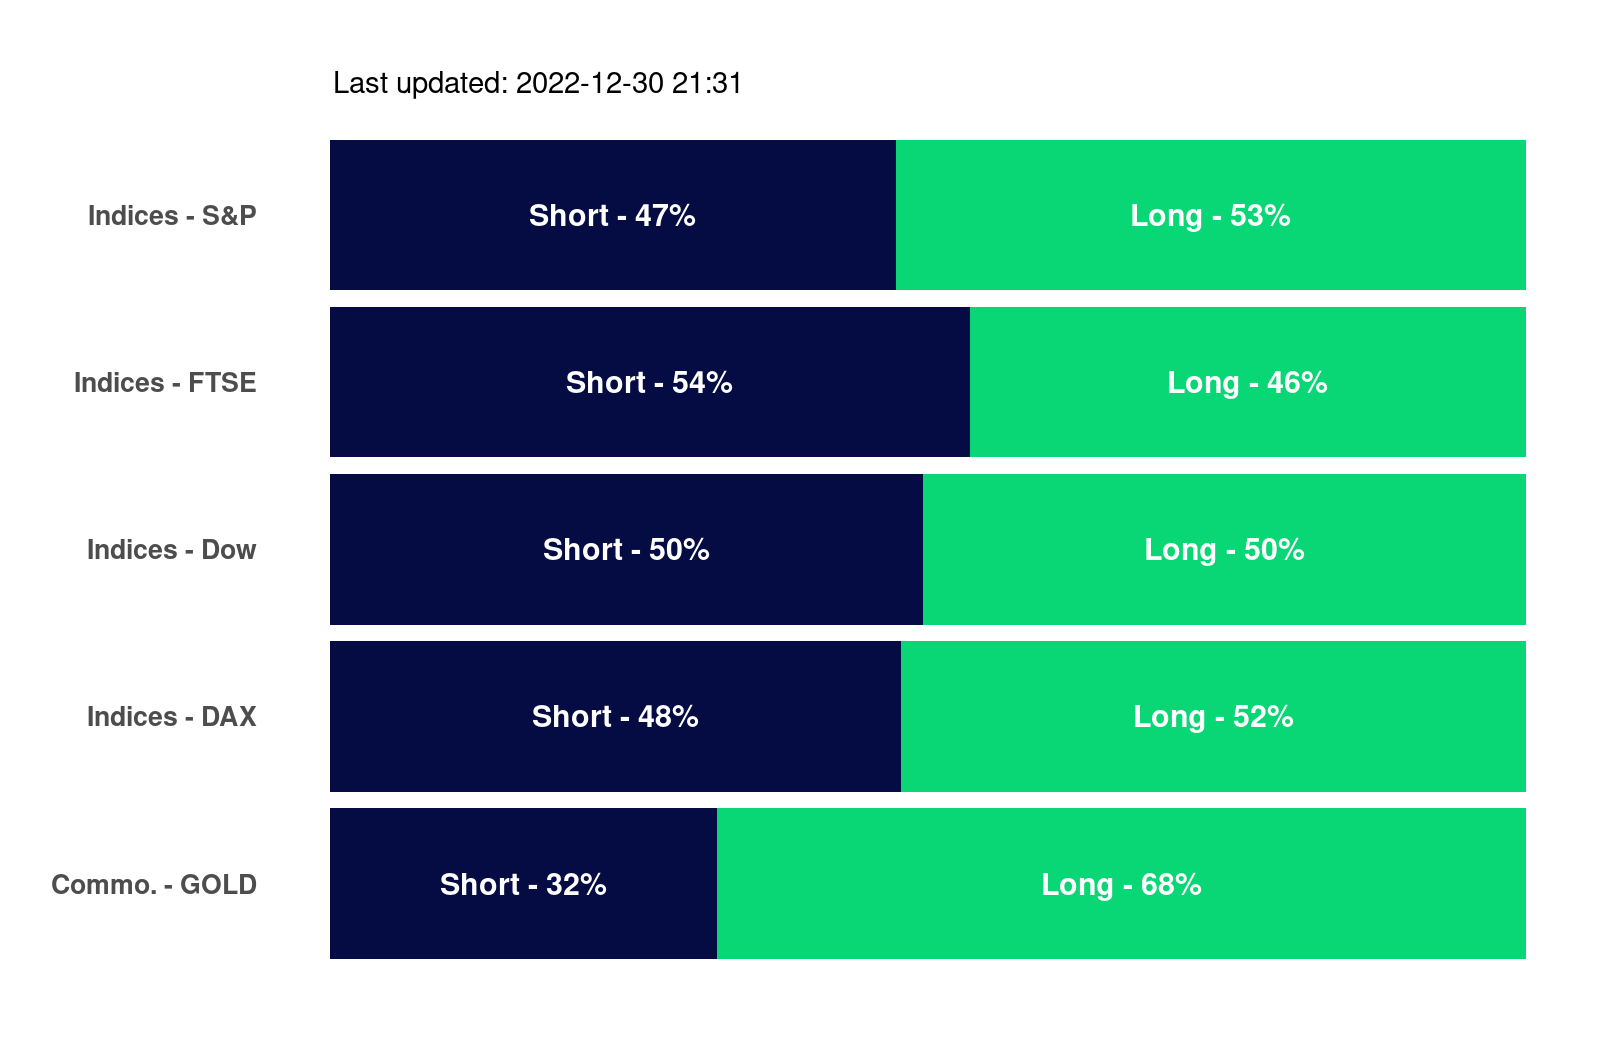 Last updated: 2022-12-30 21:31
Indices - S&P Short - 47% Long - 53%
Indices - FTSE Short - 54% Long - 46%
Indices - Dow Short - 50% Long - 50%
Indices - DAX Short - 48% Long - 52%
Commo. - GOLD Short - 32% Long - 68%